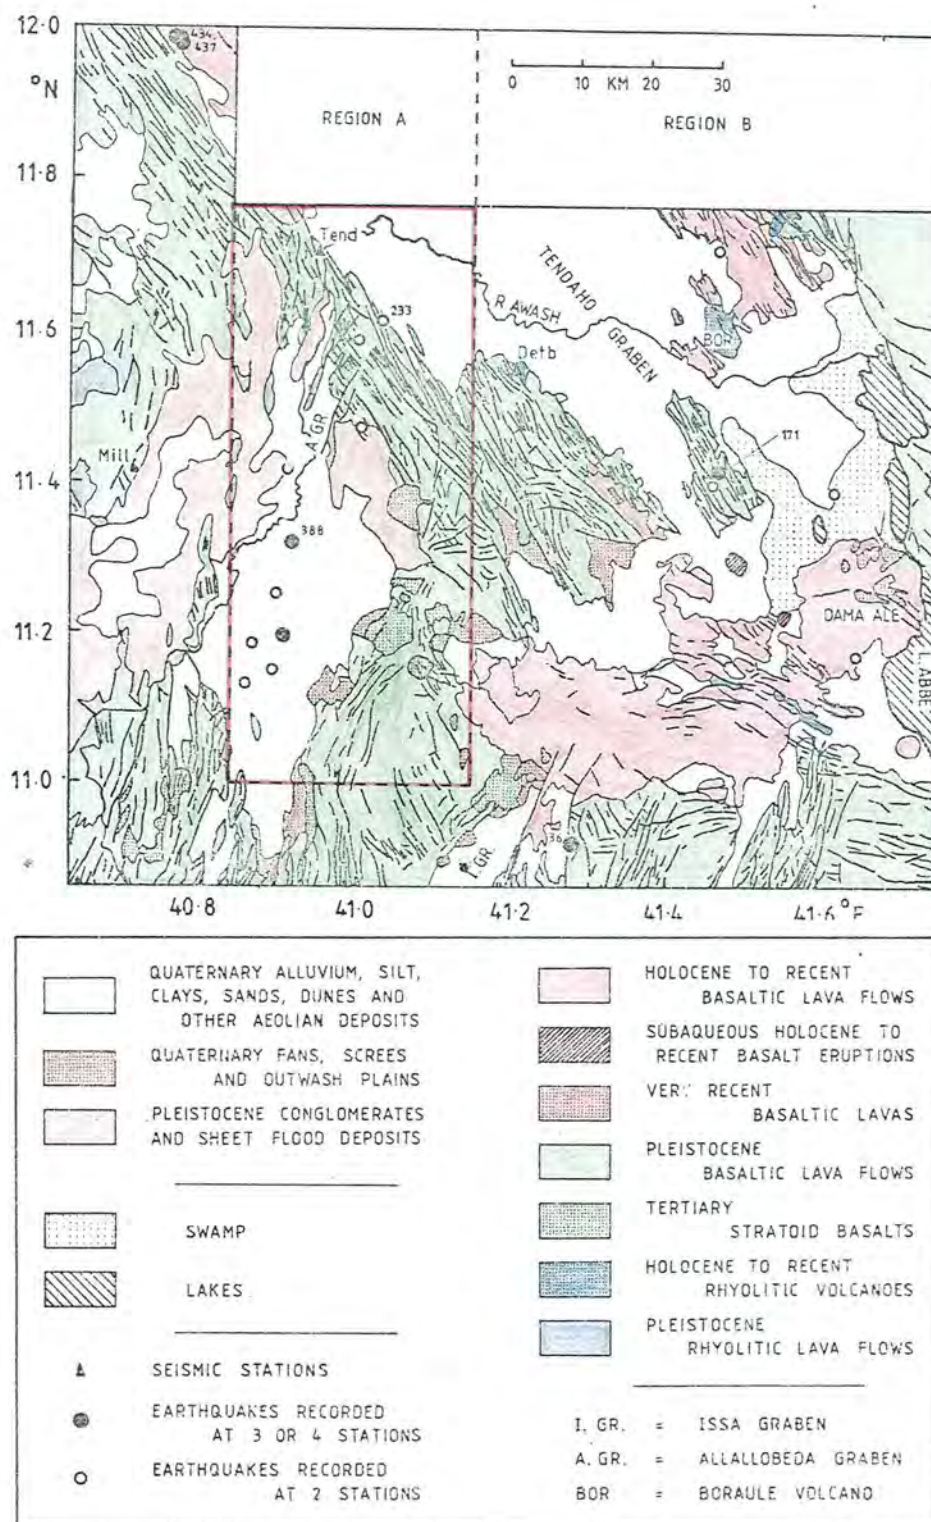 12·0
434,
437
°N
0 10 KM 20 30
REGION A
REGION B
11·8
Tend
TENDAHO GRABEN
R AWASH
233
11·6
BOR
Detb
A GR
171
Mill
11·4
388
DAMA ALE
11·2
L ABBE
11·0
36
I. GR.
40·8 41·0 41·2 41·4 41·6°E
QUATERNARY ALLUVIUM, SILT,
CLAYS, SANDS, DUNES AND
OTHER AEOLIAN DEPOSITS
QUATERNARY FANS, SCREES
AND OUTWASH PLAINS
PLEISTOCENE CONGLOMERATES
AND SHEET FLOOD DEPOSITS
SWAMP
LAKES
SEISMIC STATIONS
EARTHQUAKES RECORDED
AT 3 OR 4 STATIONS
EARTHQUAKES RECORDED
AT 2 STATIONS
HOLOCENE TO RECENT
BASALTIC LAVA FLOWS
SUBAQUEOUS HOLOCENE TO
RECENT BASALT ERUPTIONS
VERY RECENT
BASALTIC LAVAS
PLEISTOCENE
BASALTIC LAVA FLOWS
TERTIARY
STRATOID BASALTS
HOLOCENE TO RECENT
RHYOLITIC VOLCANOES
PLEISTOCENE
RHYOLITIC LAVA FLOWS
I. GR. = ISSA GRABEN
A. GR. = ALLALLOBEDA GRABEN
BOR = BORAULE VOLCANO